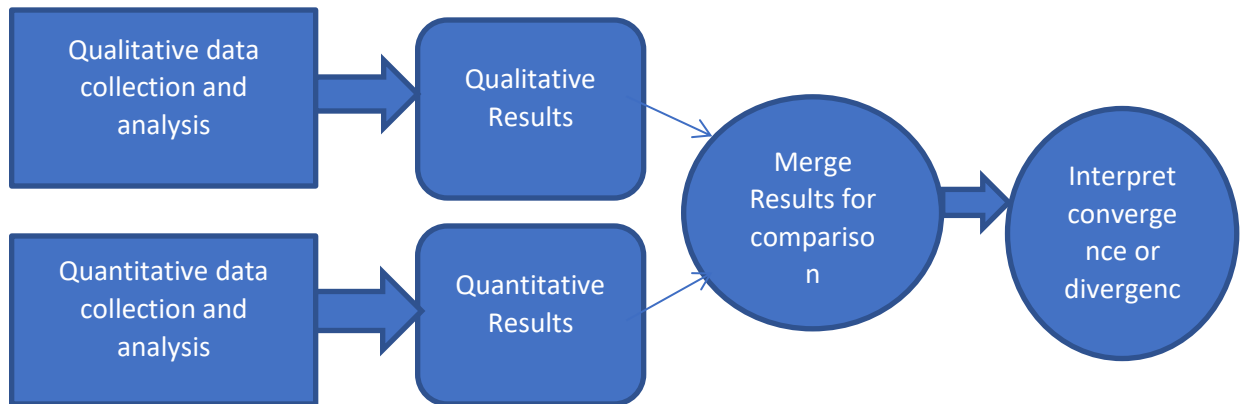 Qualitative data
collection and
analysis
Qualitative
Results
Quantitative data
collection and
analysis
Quantitative
Results
Merge
Results for
compariso
n
Interpret
converge
nce or
divergenc